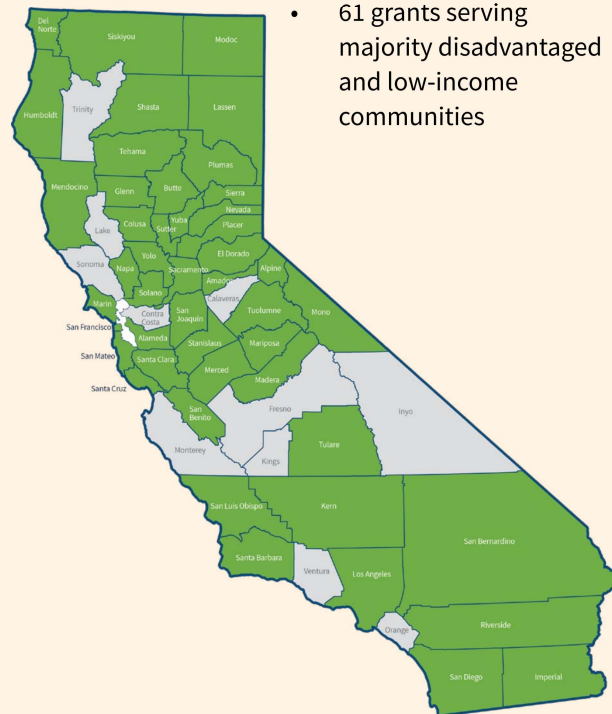 • 61 grants serving
majority disadvantaged
and low-income
communities
Del
Norte
Siskiyou
Modoc
Humboldt
Trinity
Shasta
Lassen
Tehama
Plumas
Mendocino
Glenn
Butte
Sierra
Nevada
Lake
Colusa
Sutter
Yuba
Placer
Sonoma
Napa
Yolo
Sacramento
El Dorado
Alpine
Amador
Solano
Calaveras
Marin
Contra
Costa
San
Joaquin
Tuolumne
Mono
San Francisco
Alameda
Stanislaus
Mariposa
San Mateo
Santa Clara
Merced
Madera
Santa Cruz
San
Benito
Fresno
Inyo
Monterey
Kings
Tulare
San Luis Obispo
Kern
San Bernardino
Santa Barbara
Ventura
Los Angeles
Orange
Riverside
San Diego
Imperial